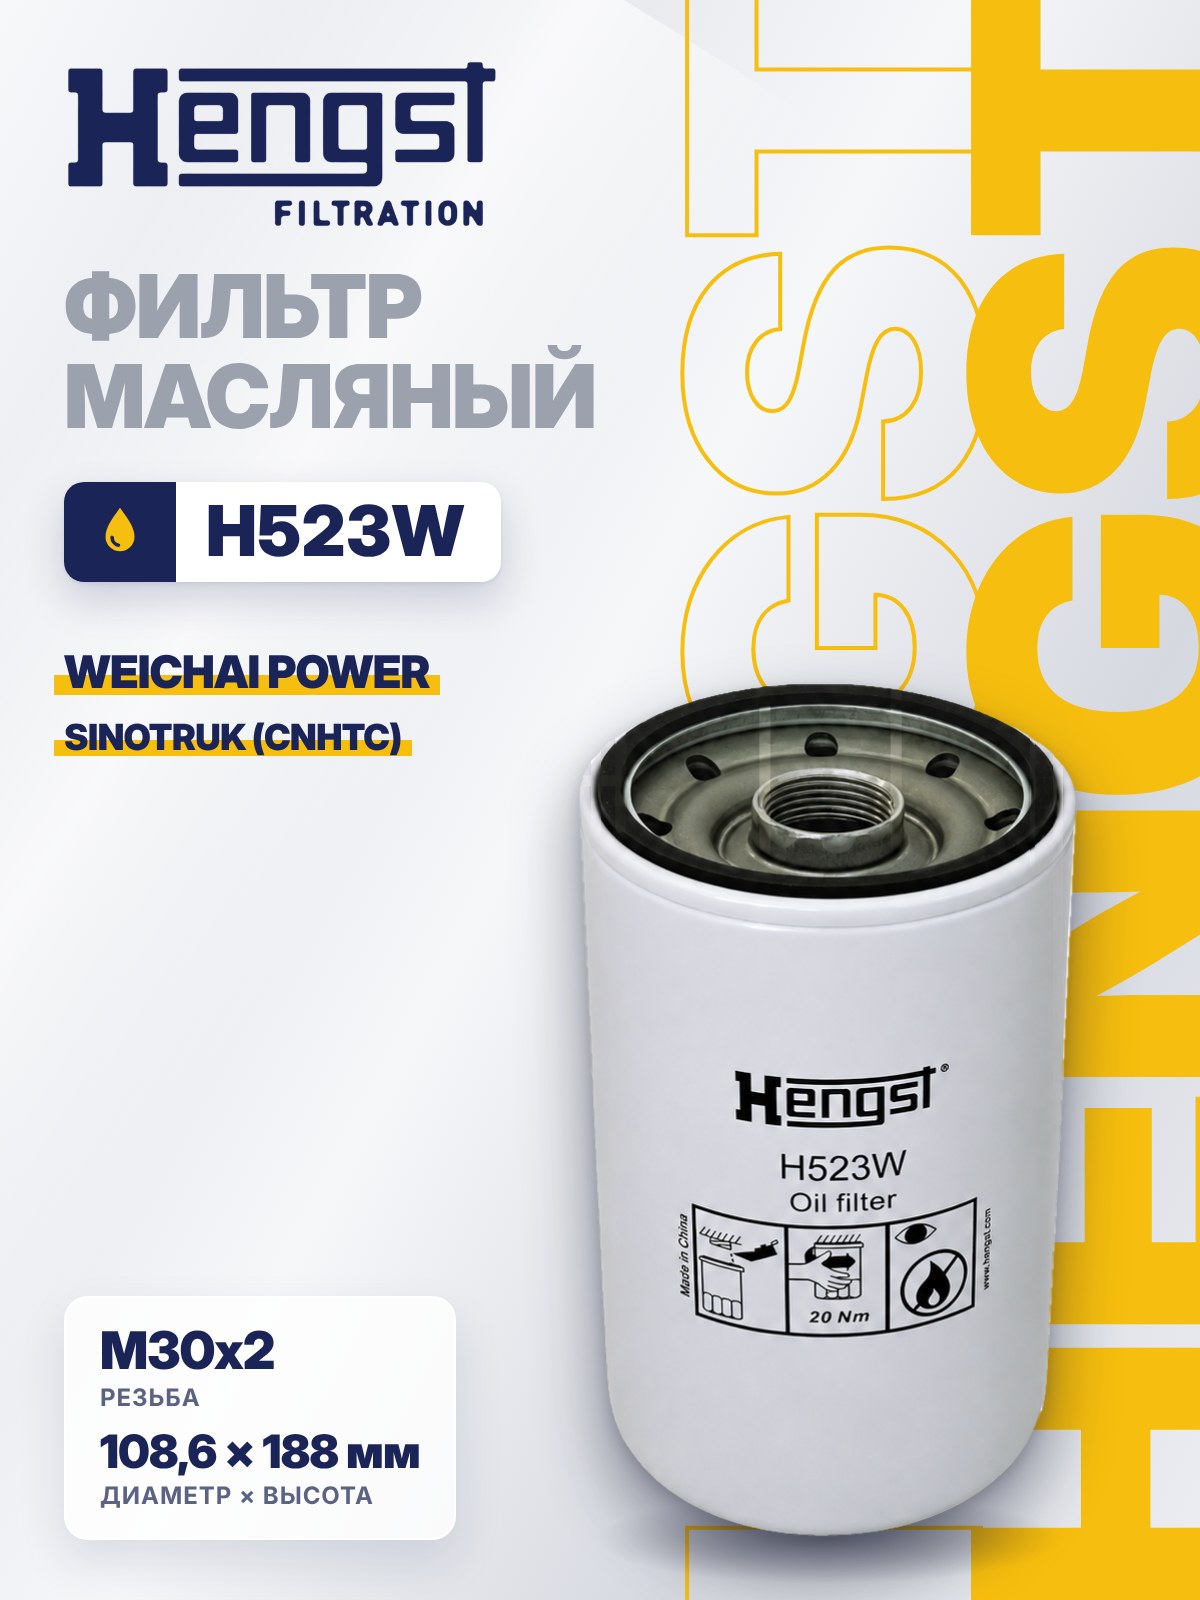 Hengst
FILTRATION
ФИЛЬТР
МАСЛЯНЫЙ
H523W
WEICHAI POWER
SINOTRUK (CNHTC)
HENGST
HENGST
Hengst®
H523W
Oil filter
Made in China
20 Nm
www.hengst.com
M30x2
РЕЗЬБА
108,6 × 188 мм
ДИАМЕТР × ВЫСОТА